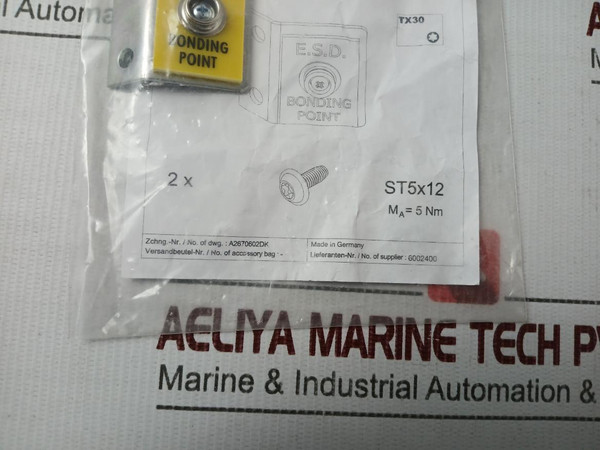 al Automa
BONDING
POINT
TX30
E.S.D.
BONDING
POINT
2 x
ST5x12
MA = 5 Nm
Zchng.-Nr. / No. of dwg. : A2670602DK
Versandbeutel-Nr. / No. of accessory bag : -
Made in Germany
Lieferanten-Nr. / No. of supplier : 6002400
AELIYA MARINE TECH P
Marine & Industrial Automation &